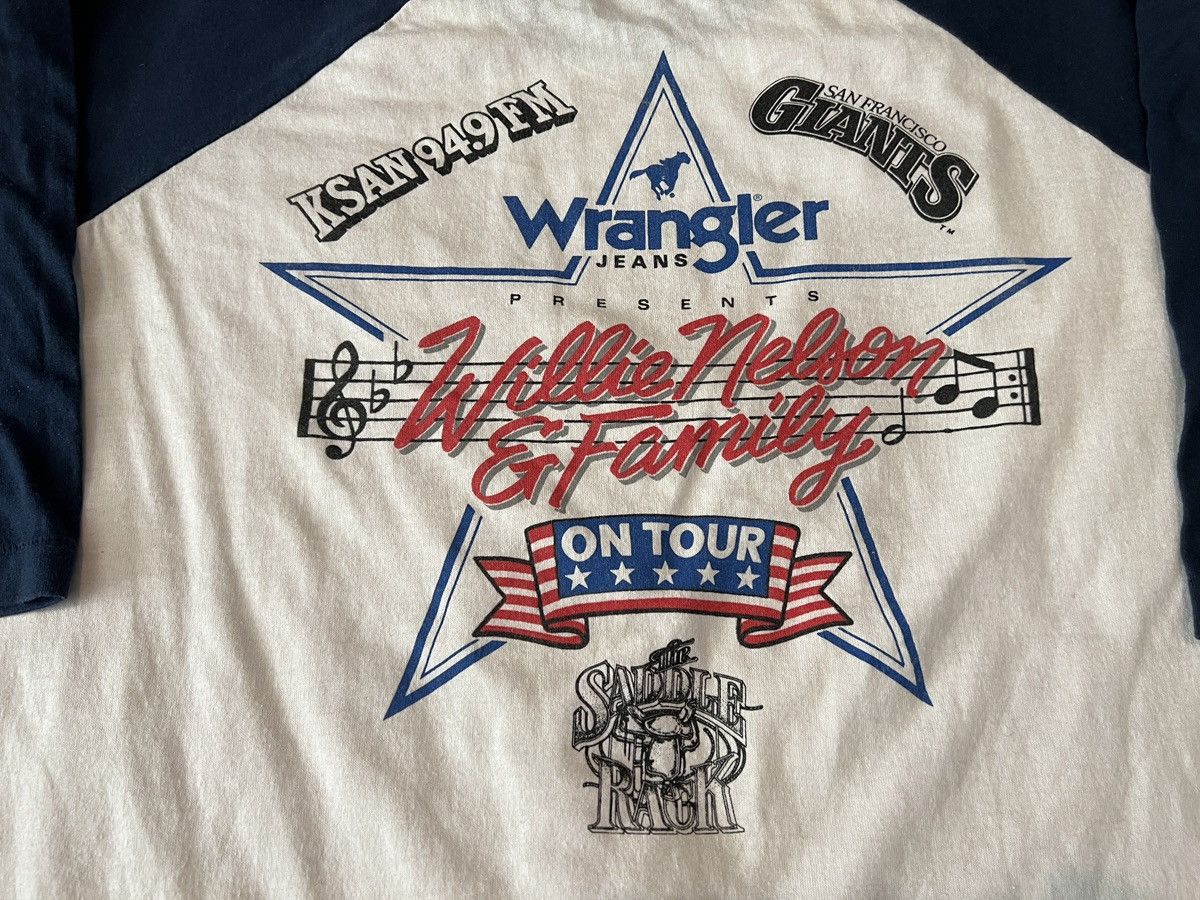 KSAN 94.9 FM
SAN FRANCISCO
GIANTS
TM
Wrangler®
JEANS
PRESENTS
Willie Nelson
& Family
ON TOUR
THE
SADDLE
RACK